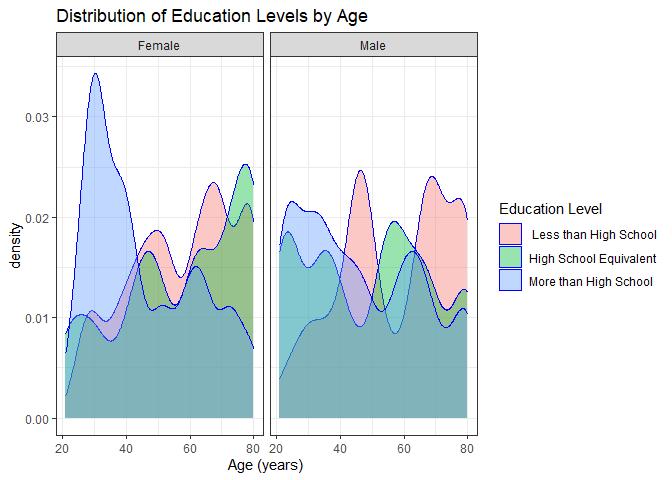 Distribution of Education Levels by Age
Female
Male
density
0.03
0.02
0.01
0.00
20 40 60 80
20 40 60 80
Age (years)
Education Level
Less than High School
High School Equivalent
More than High School